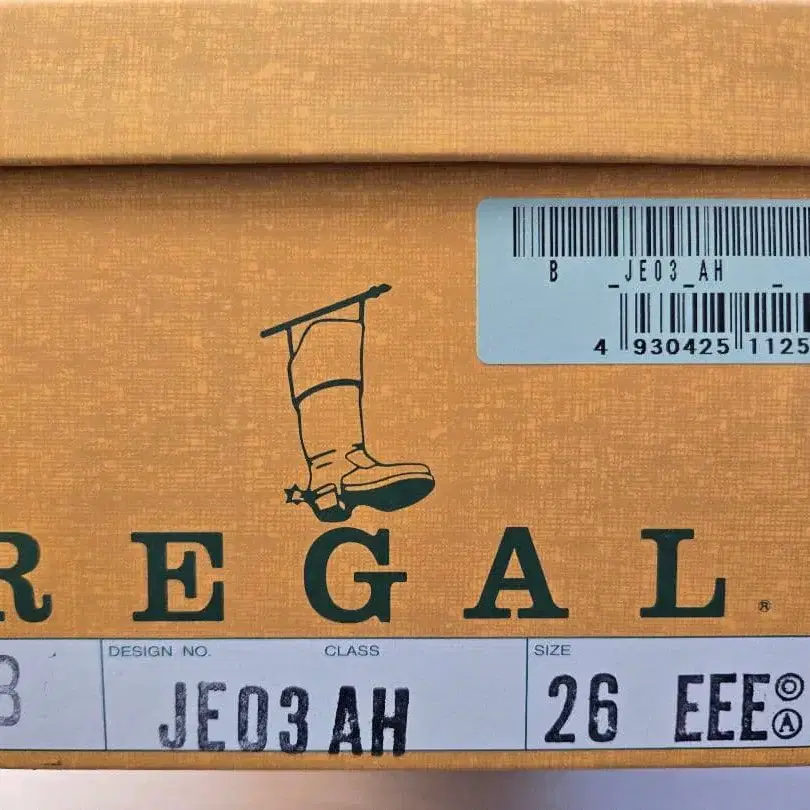 B _JE03_AH _
4 930425 1125
REGAL®
DESIGN NO. CLASS SIZE
B JE03 AH 26 EEE Ⓒ
Ⓐ